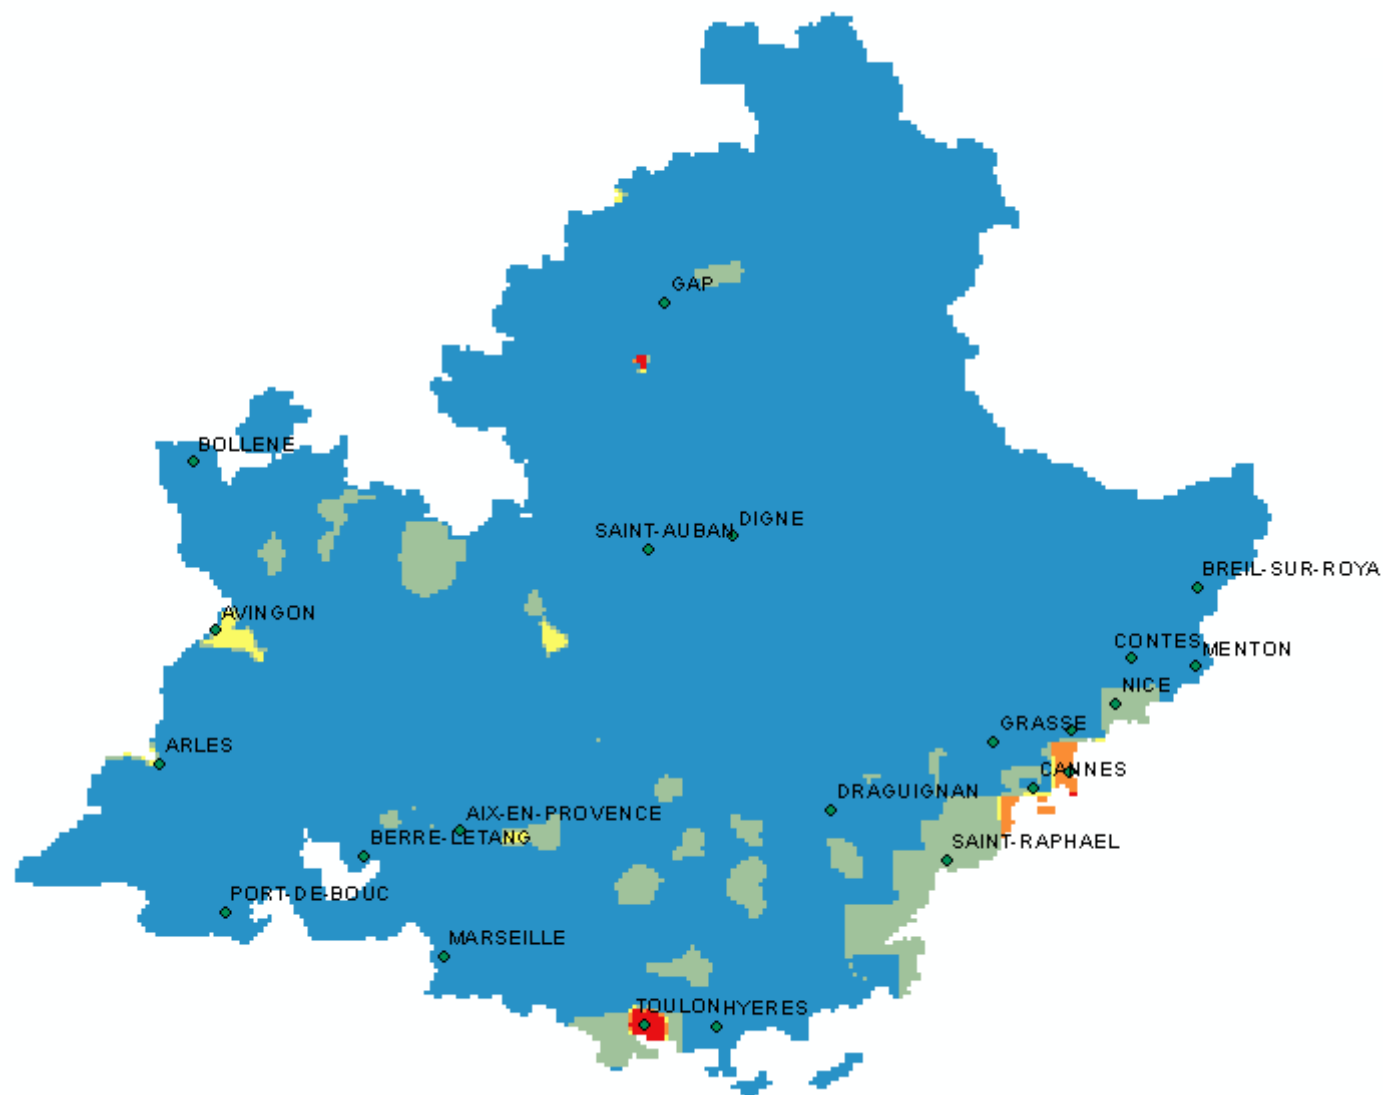 GAP
BOLLENE
SAINT-AUBAN
DIGNE
BREIL-SUR-ROYA
AVINGON
CONTES
MENTON
NICE
GRASSE
ARLES
CANNES
DRAGUIGNAN
AIX-EN-PROVENCE
BERRE-LETANG
SAINT-RAPHAEL
PORT-DE-BOUC
MARSEILLE
TOULON
HYERES